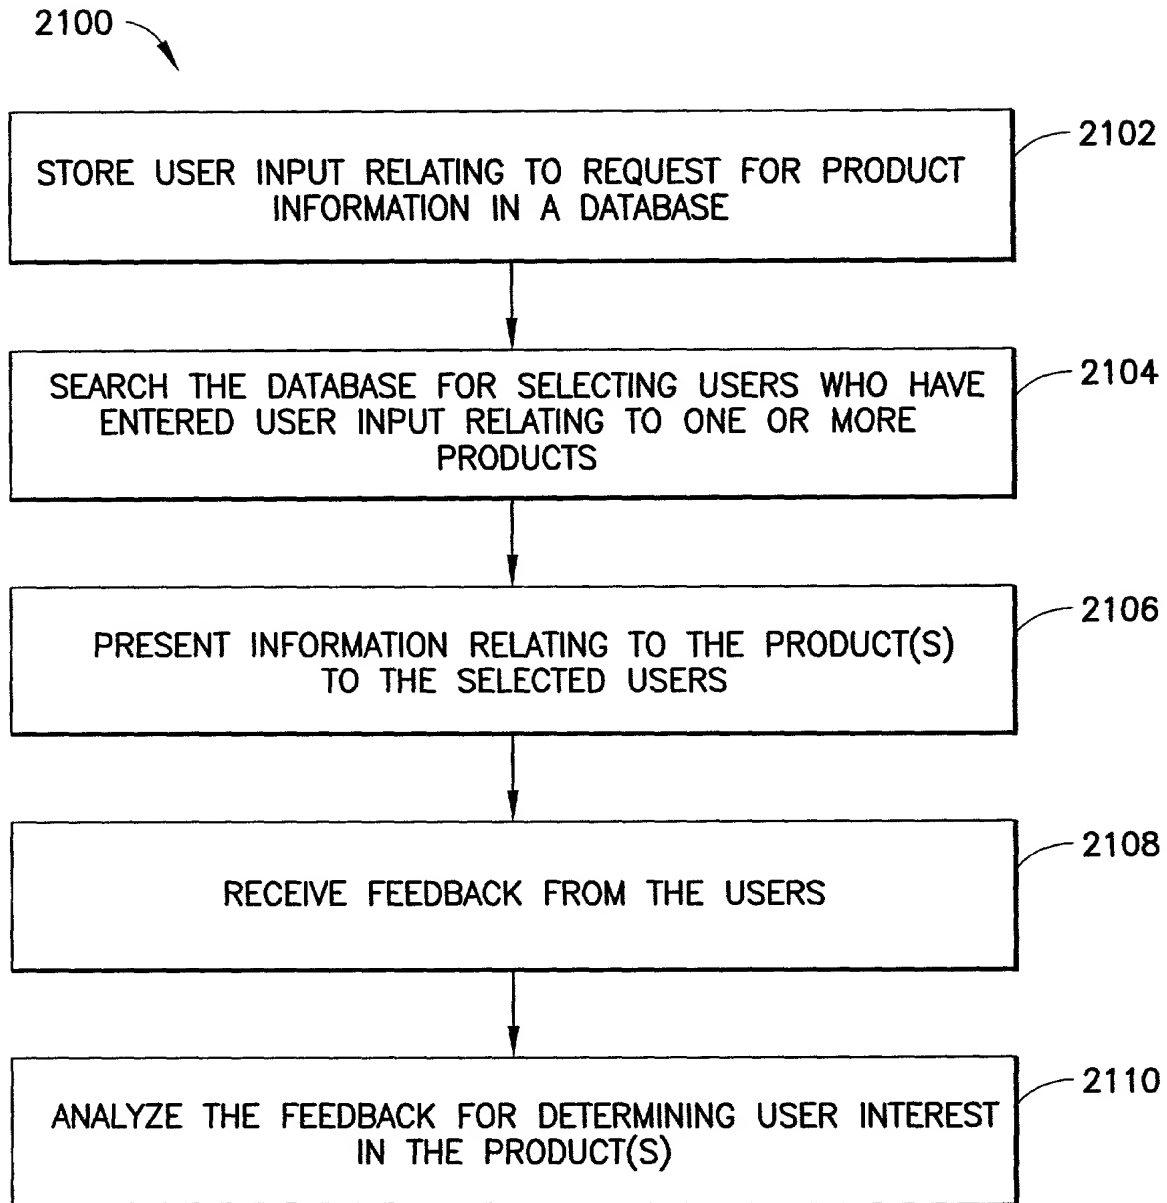 2100
STORE USER INPUT RELATING TO REQUEST FOR PRODUCT
INFORMATION IN A DATABASE
2102
SEARCH THE DATABASE FOR SELECTING USERS WHO HAVE
ENTERED USER INPUT RELATING TO ONE OR MORE
PRODUCTS
2104
PRESENT INFORMATION RELATING TO THE PRODUCT(S)
TO THE SELECTED USERS
2106
RECEIVE FEEDBACK FROM THE USERS
2108
ANALYZE THE FEEDBACK FOR DETERMINING USER INTEREST
IN THE PRODUCT(S)
2110